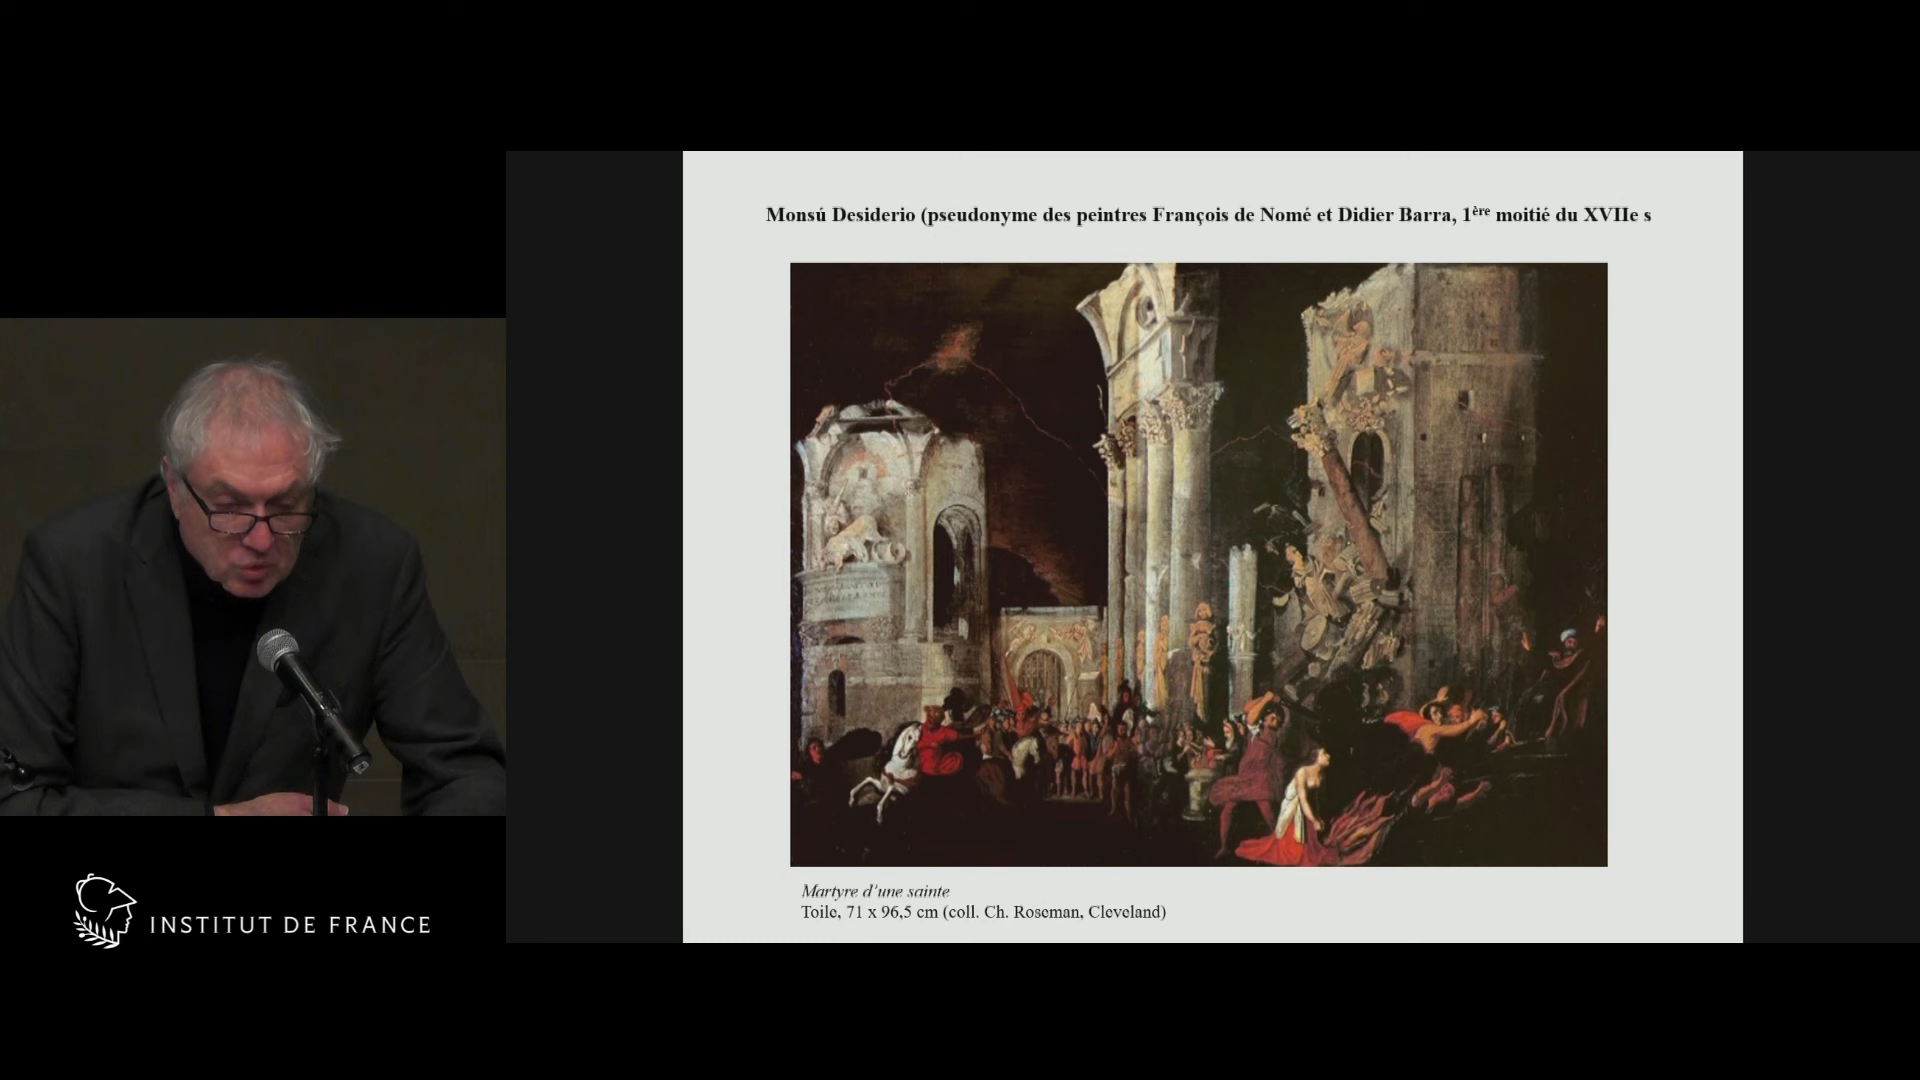 Monsú Desiderio (pseudonyme des peintres François de Nomé et Didier Barra, 1ère moitié du XVIIe s
Martyre d'une sainte
Toile, 71 x 96,5 cm (coll. Ch. Roseman, Cleveland)
INSTITUT DE FRANCE